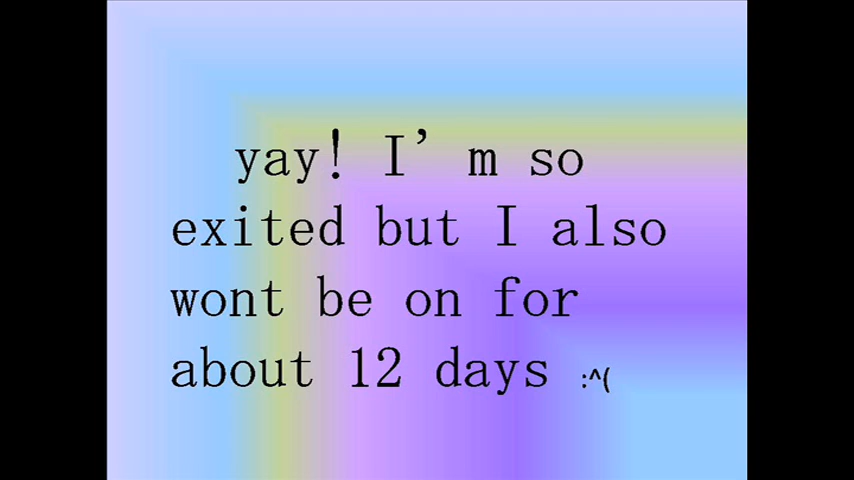 yay! I'm so
exited but I also
wont be on for
about 12 days :^(